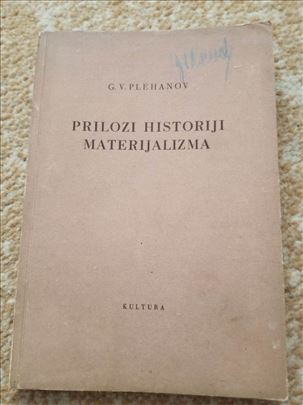 G. V. PLEHANOV
PRILOZI HISTORIJI
MATERIJALIZMA
KULTURA